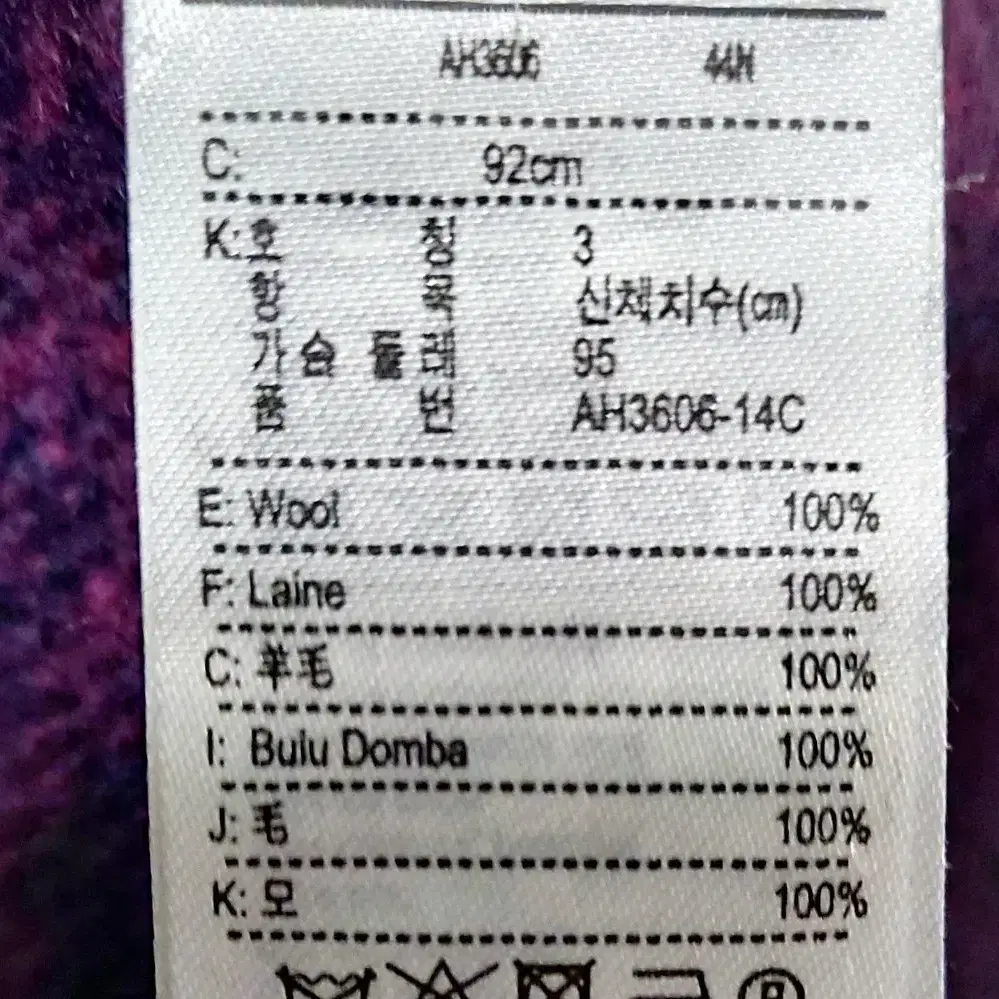 AH3606 44N
C: 92cm
K:호 칭 3
항 목 신체치수(cm)
가슴둘레 95
품 번 AH3606-14C
E: Wool 100%
F: Laine 100%
C: 羊毛 100%
I: Bulu Domba 100%
J: 毛 100%
K: 모 100%
P